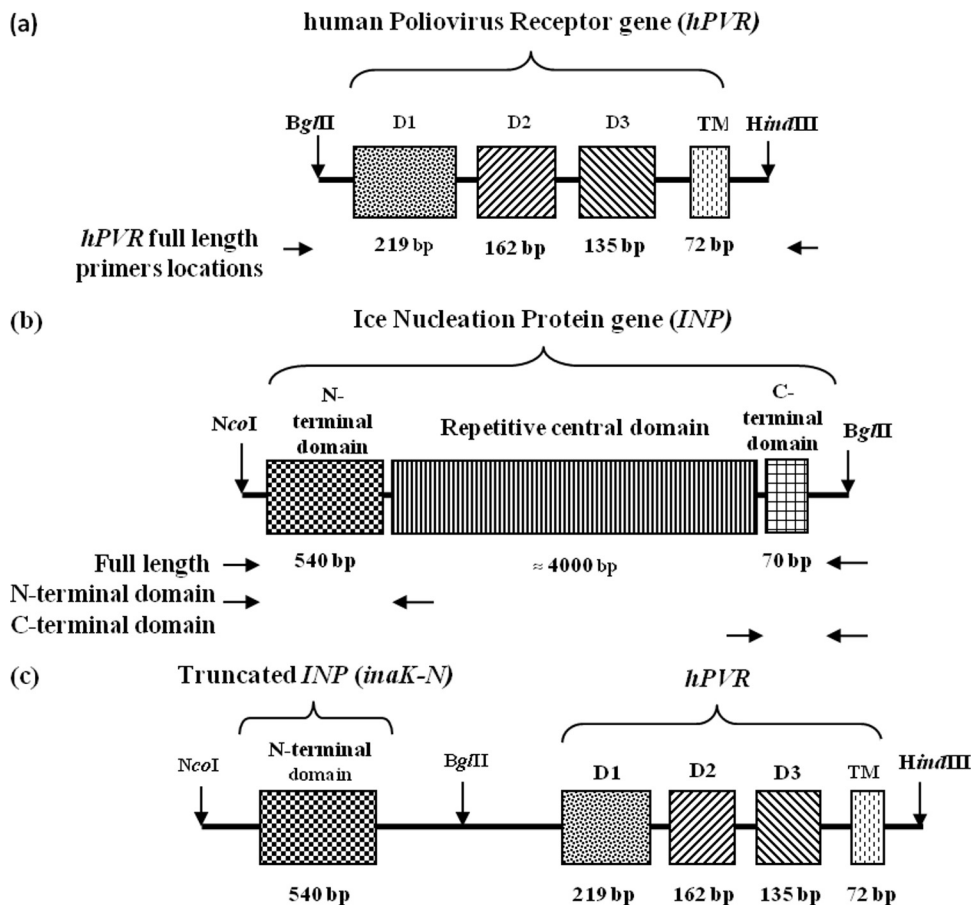 (a)
human Poliovirus Receptor gene (hPVR)
BglII D1 D2 D3 TM HindIII
219 bp 162 bp 135 bp 72 bp
hPVR full length
primers locations
(b)
Ice Nucleation Protein gene (INP)
NcoI
N-
terminal
domain
Repetitive central domain
C-
terminal
domain
BglII
540 bp ≈ 4000 bp 70 bp
Full length
N-terminal domain
C-terminal domain
(c)
Truncated INP (inaK-N) hPVR
NcoI
N-terminal
domain
BglII
D1 D2 D3 TM HindIII
540 bp 219 bp 162 bp 135 bp 72 bp